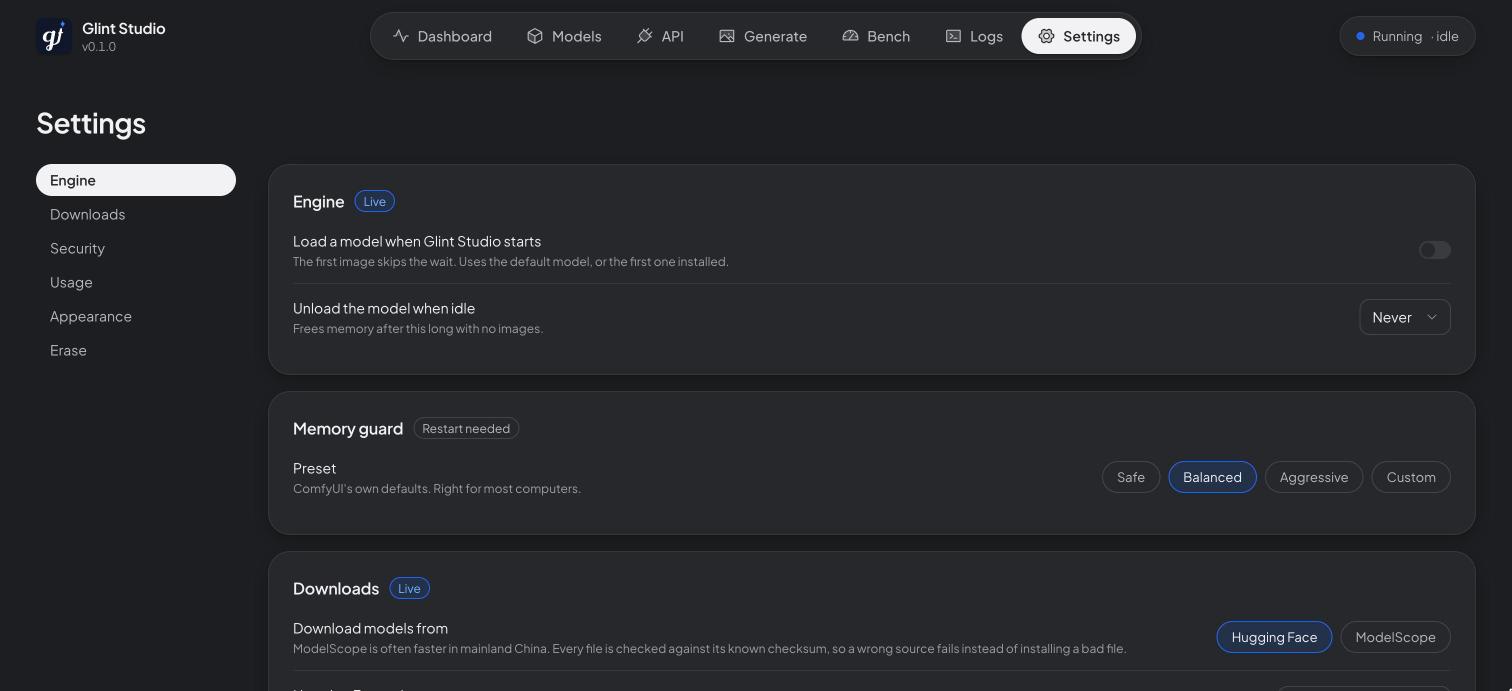 Glint Studio
v0.1.0
Dashboard
Models
API
Generate
Bench
Logs
Settings
Running · idle
Settings
Engine
Downloads
Security
Usage
Appearance
Erase
Engine Live
Load a model when Glint Studio starts
The first image skips the wait. Uses the default model, or the first one installed.
Unload the model when idle
Frees memory after this long with no images.
Never
Memory guard Restart needed
Preset
ComfyUI's own defaults. Right for most computers.
Safe
Balanced
Aggressive
Custom
Downloads Live
Download models from
ModelScope is often faster in mainland China. Every file is checked against its known checksum, so a wrong source fails instead of installing a bad file.
Hugging Face
ModelScope